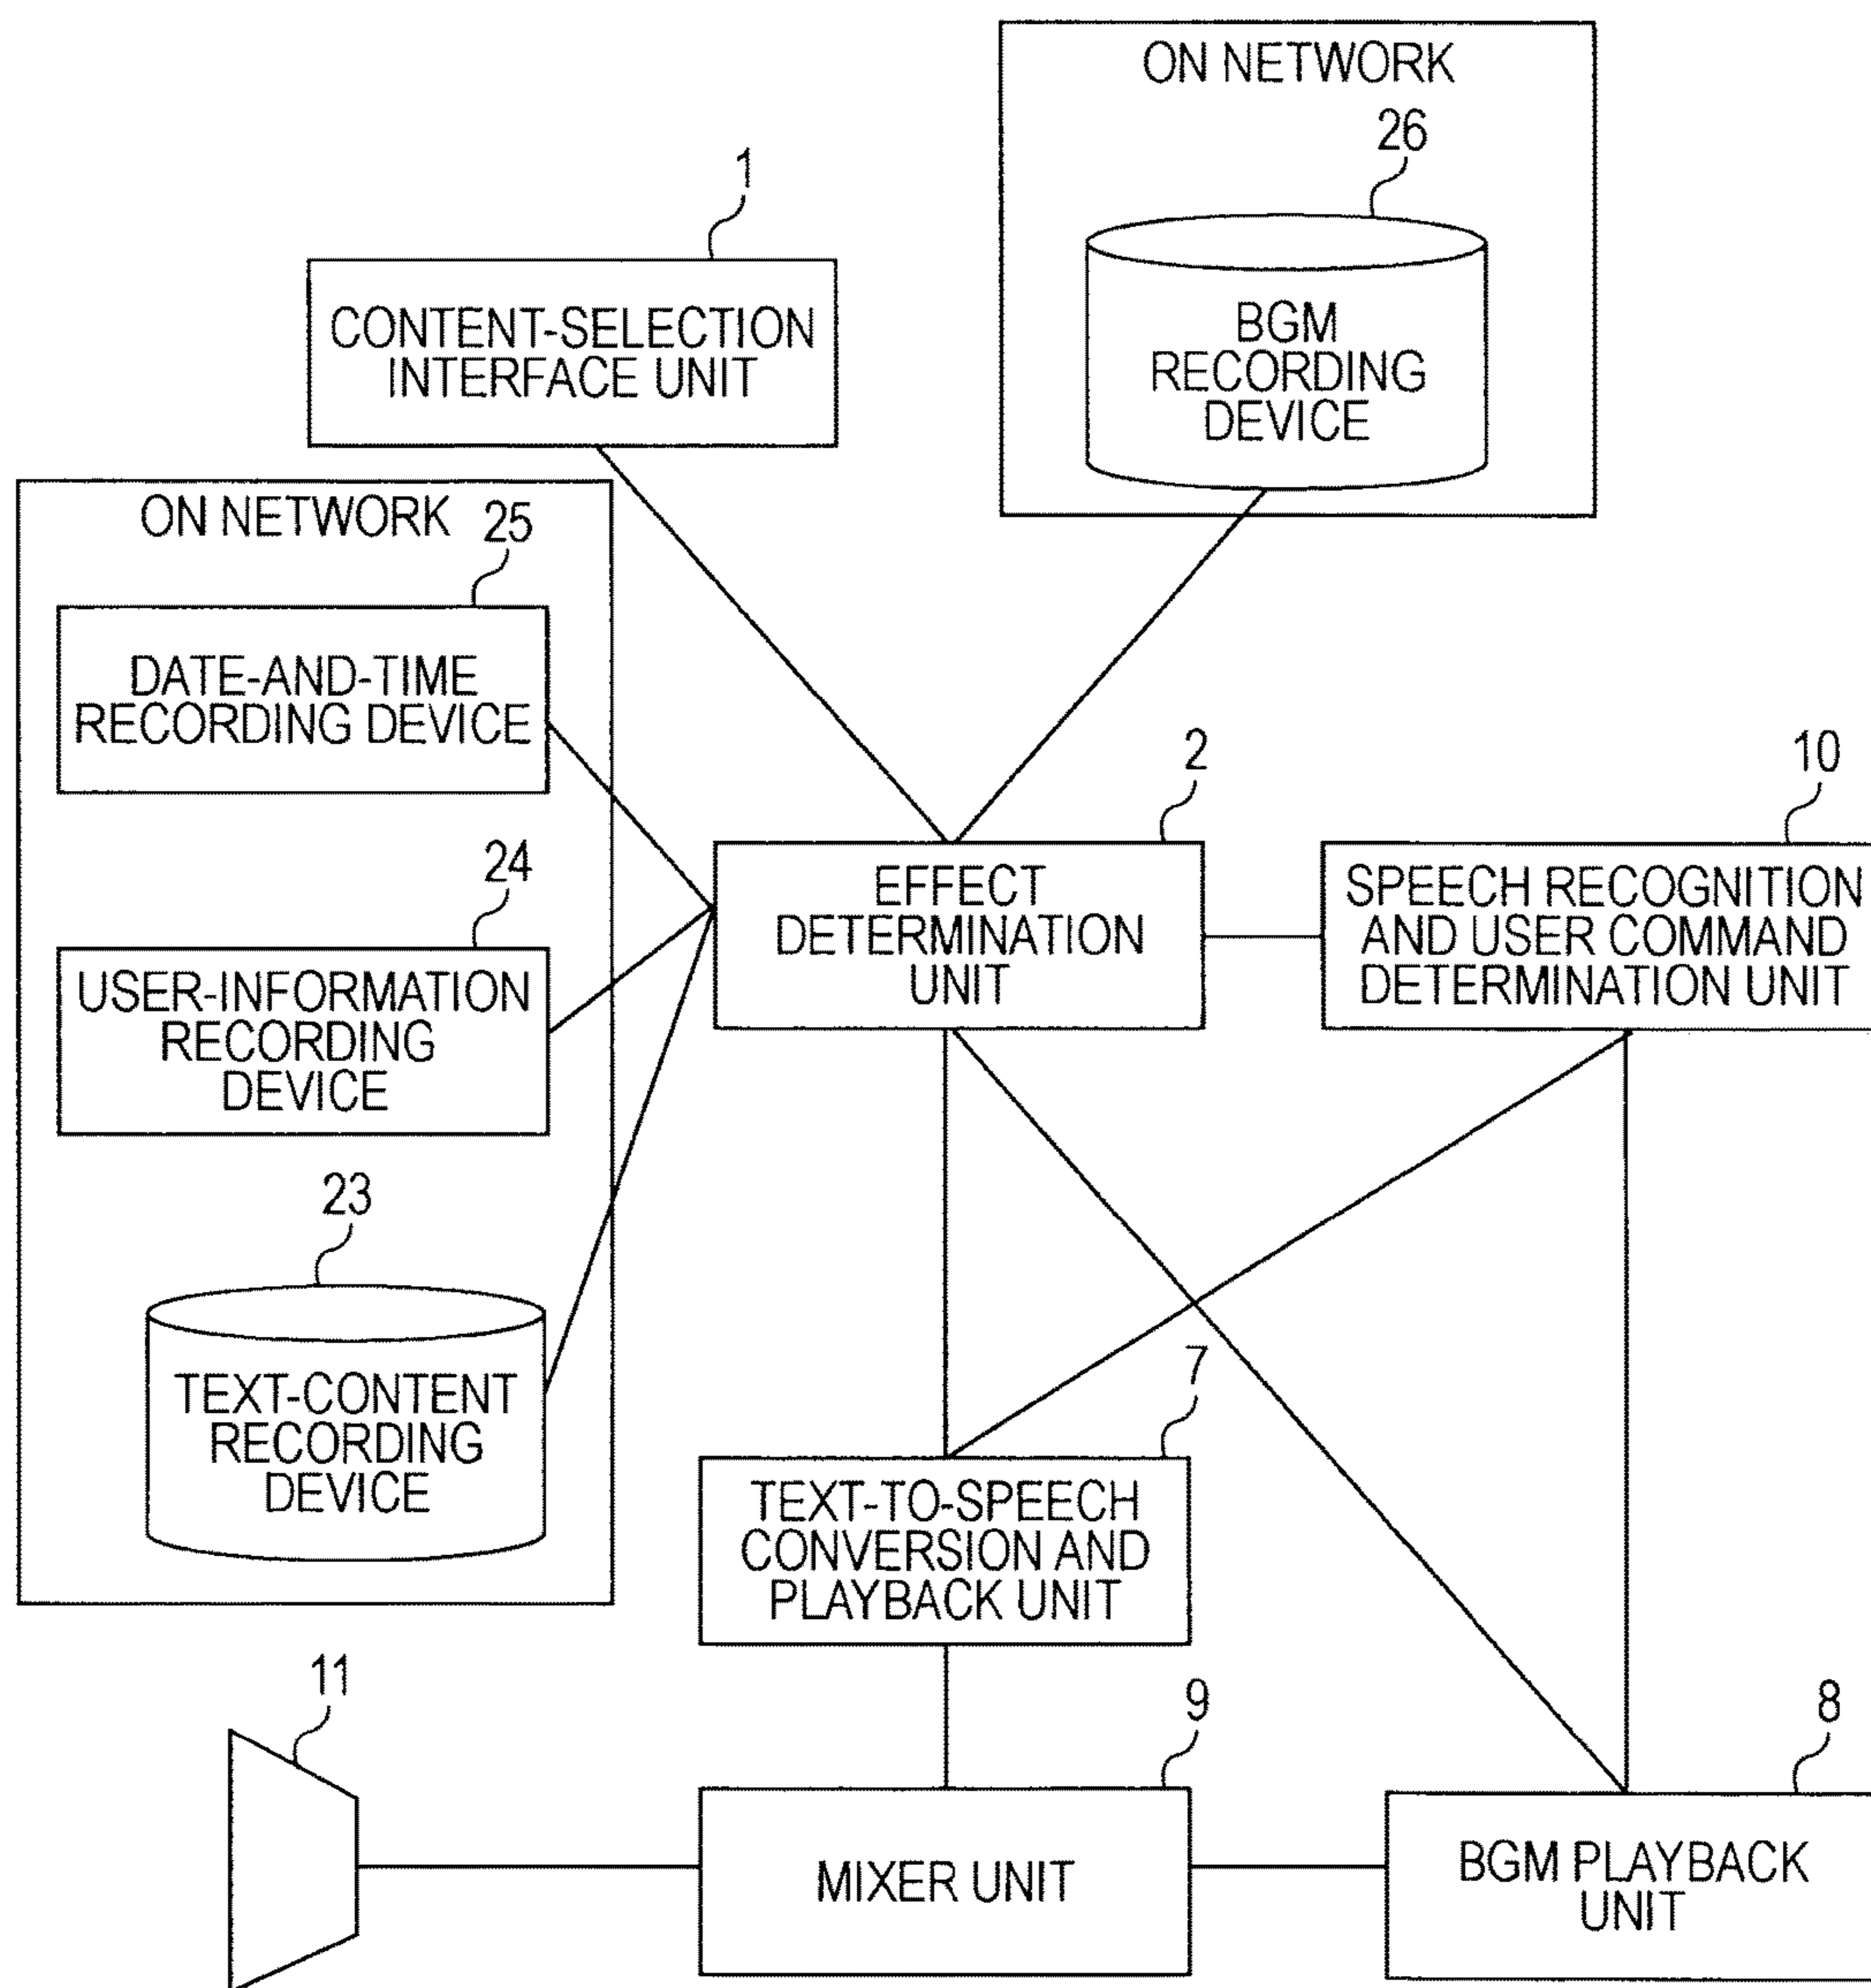 ON NETWORK
26
BGM
RECORDING
DEVICE
1
CONTENT-SELECTION
INTERFACE UNIT
ON NETWORK
25
DATE-AND-TIME
RECORDING DEVICE
24
USER-INFORMATION
RECORDING
DEVICE
23
TEXT-CONTENT
RECORDING
DEVICE
2
EFFECT
DETERMINATION
UNIT
10
SPEECH RECOGNITION
AND USER COMMAND
DETERMINATION UNIT
7
TEXT-TO-SPEECH
CONVERSION AND
PLAYBACK UNIT
11
9
MIXER UNIT
8
BGM PLAYBACK
UNIT